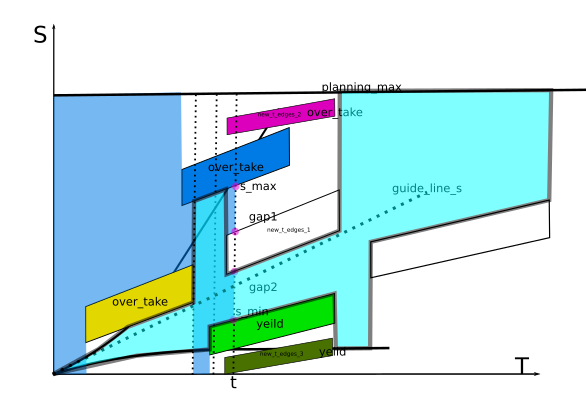 S
planning_max
new_t_edges_2
over_take
over_take
s_max
guide_line_s
gap1
new_t_edges_1
gap2
over_take
s_min
yeild
new_t_edges_3
yeild
T
t